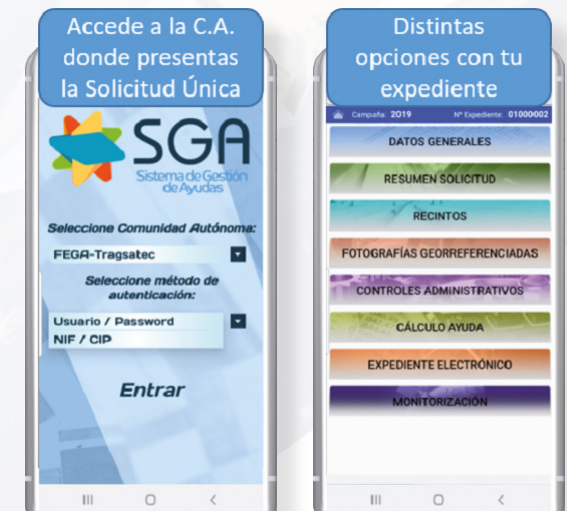 Accede a la C.A.
donde presentas
la Solicitud Única
SGA
Sistema de Gestión
de Ayudas
Seleccione Comunidad Autónoma:
FEGA-Tragsatec
Seleccione método de
autenticación:
Usuario / Password
NIF / CIP
Entrar
Distintas
opciones con tu
expediente
Campaña: 2019 Nº Expediente: 01000002
DATOS GENERALES
RESUMEN SOLICITUD
RECINTOS
FOTOGRAFÍAS GEORREFERENCIADAS
CONTROLES ADMINISTRATIVOS
CÁLCULO AYUDA
EXPEDIENTE ELECTRÓNICO
MONITORIZACIÓN